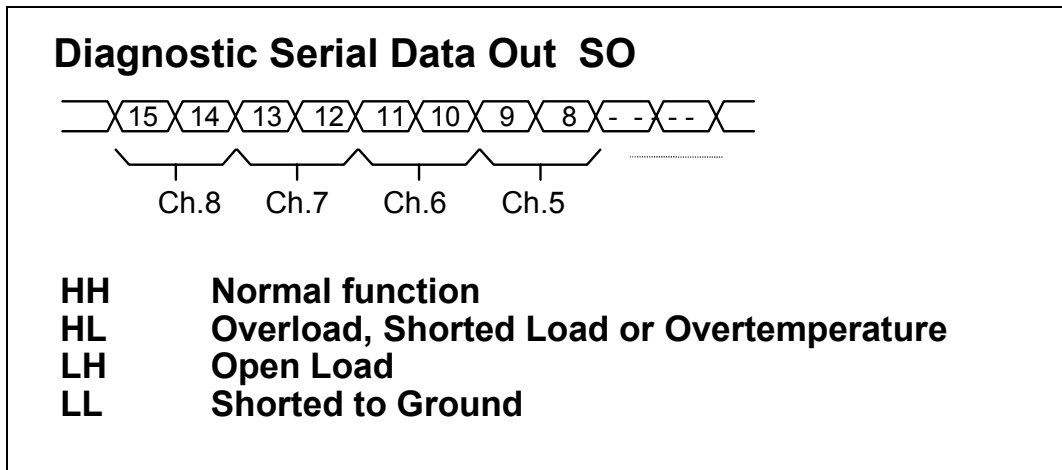 Diagnostic Serial Data Out SO
15 14 13 12 11 10 9 8 - - - -
Ch.8 Ch.7 Ch.6 Ch.5
HH Normal function
HL Overload, Shorted Load or Overtemperature
LH Open Load
LL Shorted to Ground